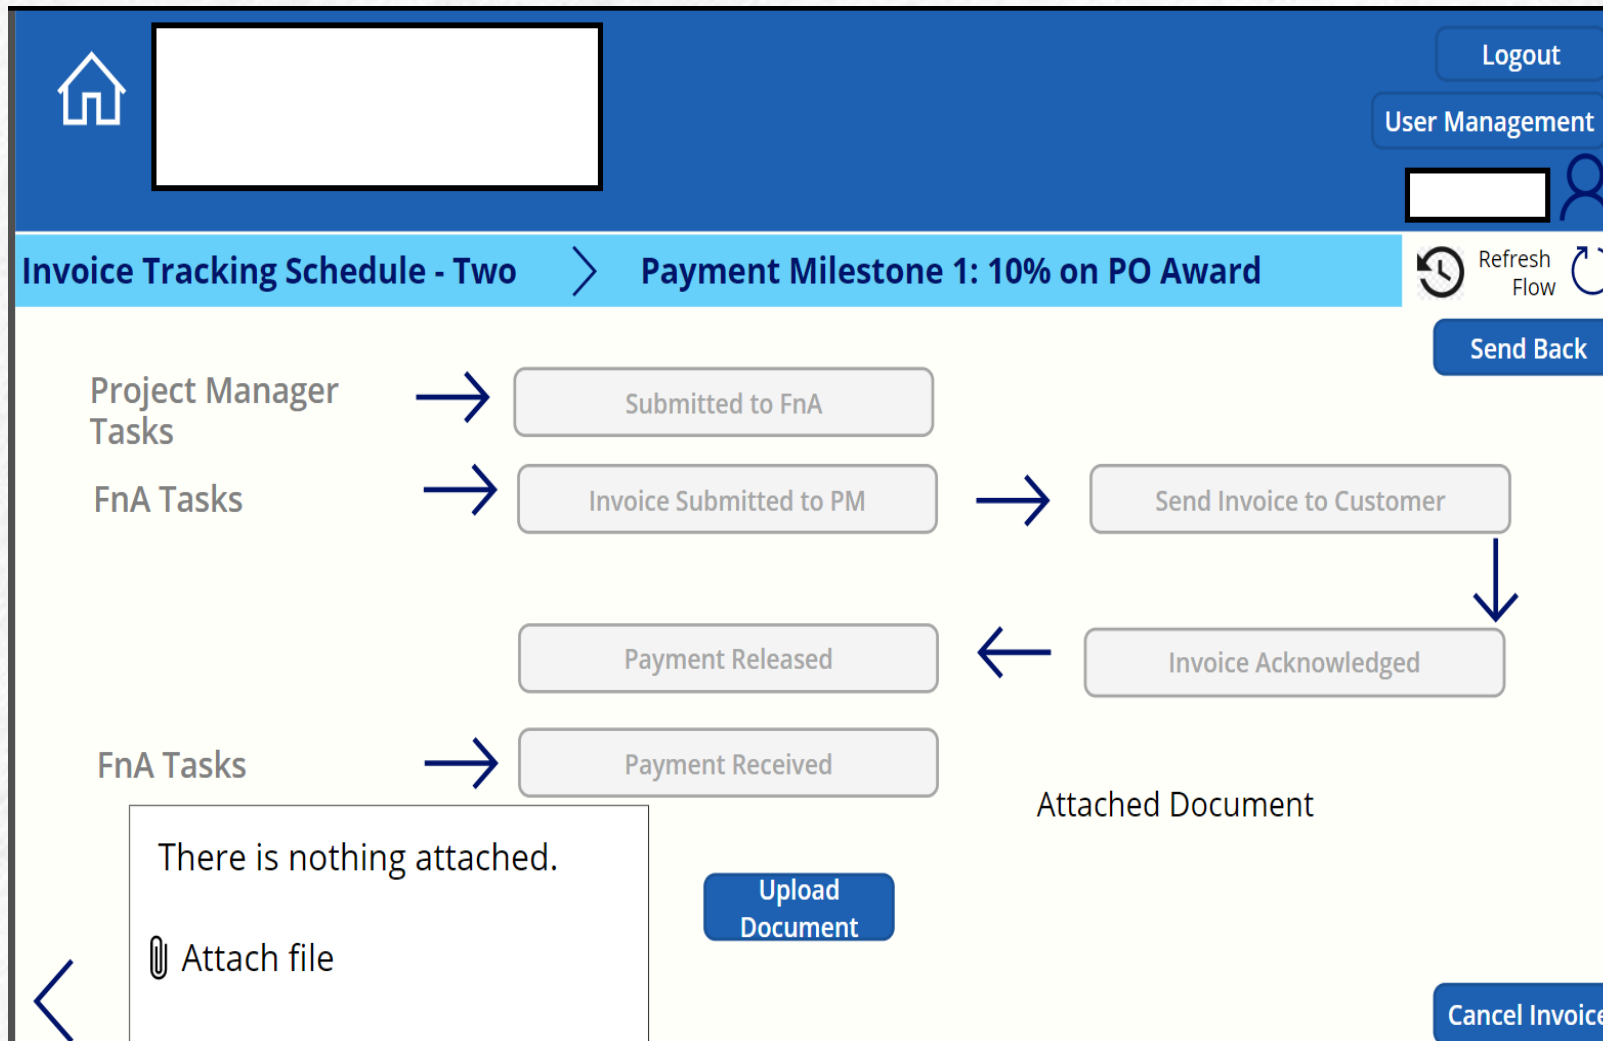 Logout
User Management
Invoice Tracking Schedule - Two
Payment Milestone 1: 10% on PO Award
Refresh
Flow
Send Back
Project Manager
Tasks
Submitted to FnA
FnA Tasks
Invoice Submitted to PM
Send Invoice to Customer
Payment Released
Invoice Acknowledged
FnA Tasks
Payment Received
Attached Document
There is nothing attached.
Upload
Document
Attach file
Cancel Invoice